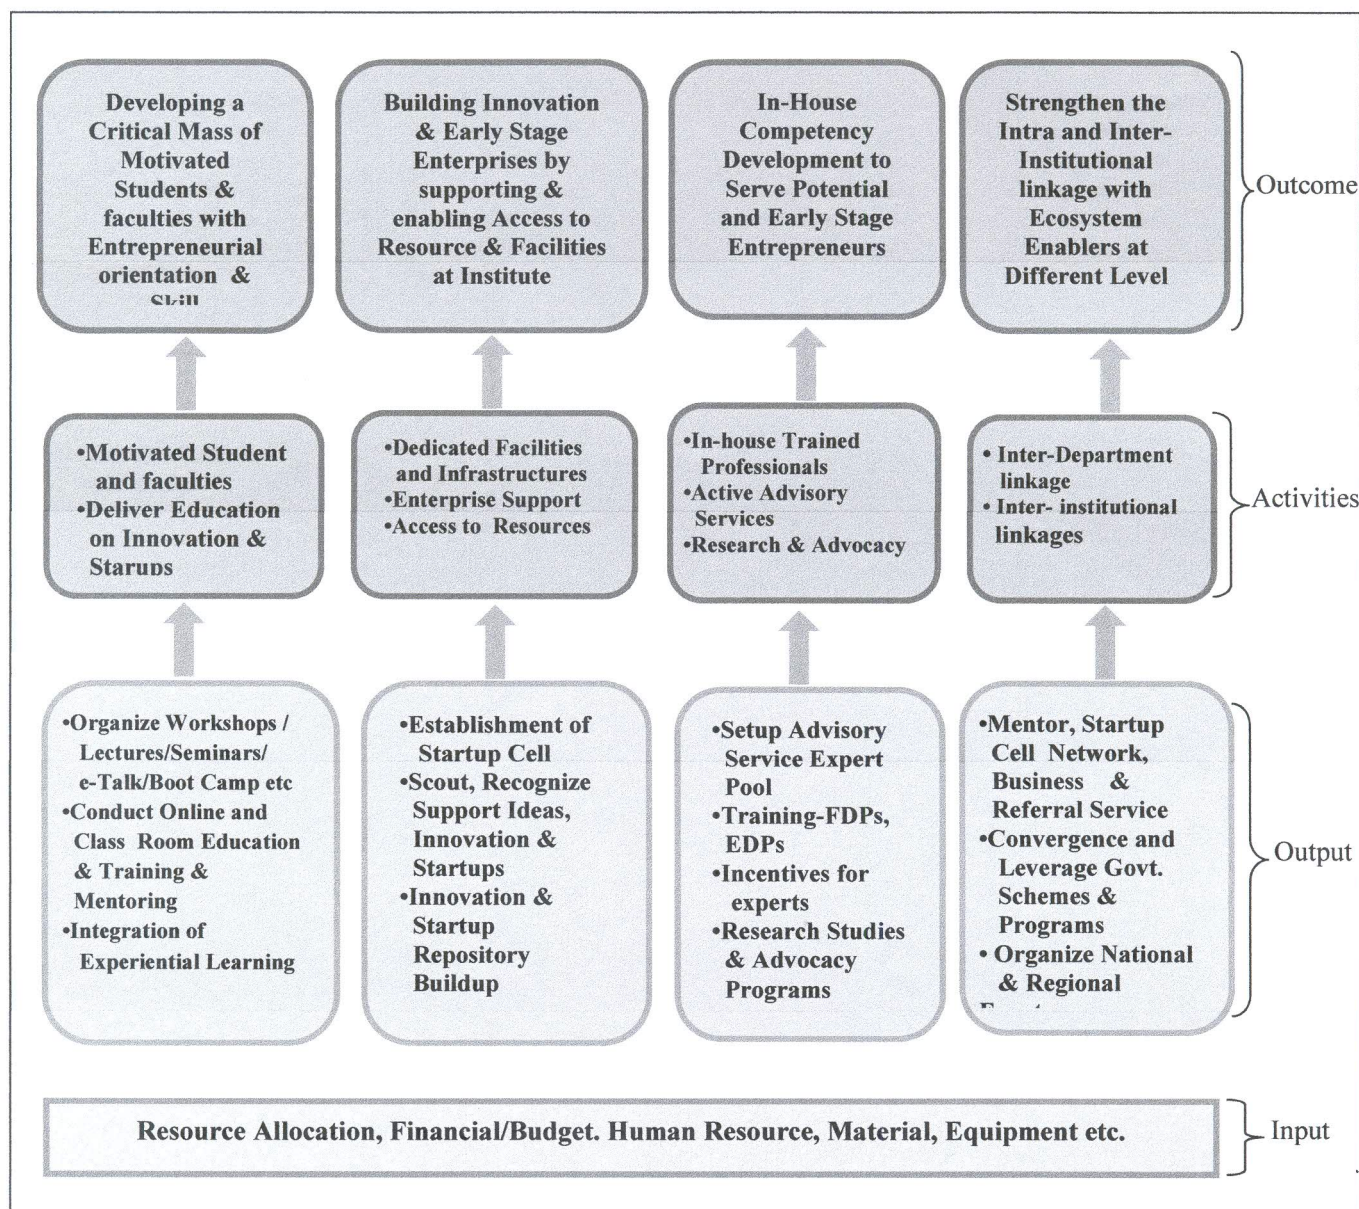 Developing a
Critical Mass of
Motivated
Students &
faculties with
Entrepreneurial
orientation &
Skill
Building Innovation
& Early Stage
Enterprises by
supporting &
enabling Access to
Resource & Facilities
at Institute
In-House
Competency
Development to
Serve Potential
and Early Stage
Entrepreneurs
Strengthen the
Intra and Inter-
Institutional
linkage with
Ecosystem
Enablers at
Different Level
Outcome
•Motivated Student
and faculties
•Deliver Education
on Innovation &
Starups
•Dedicated Facilities
and Infrastructures
•Enterprise Support
•Access to Resources
•In-house Trained
Professionals
•Active Advisory
Services
•Research & Advocacy
• Inter-Department
linkage
• Inter- institutional
linkages
Activities
•Organize Workshops /
Lectures/Seminars/
e-Talk/Boot Camp etc
•Conduct Online and
Class Room Education
& Training &
Mentoring
•Integration of
Experiential Learning
•Establishment of
Startup Cell
•Scout, Recognize
Support Ideas,
Innovation &
Startups
•Innovation &
Startup
Repository
Buildup
•Setup Advisory
Service Expert
Pool
•Training-FDPs,
EDPs
•Incentives for
experts
•Research Studies
& Advocacy
Programs
•Mentor, Startup
Cell Network,
Business &
Referral Service
•Convergence and
Leverage Govt.
Schemes &
Programs
• Organize National
& Regional
Output
Resource Allocation, Financial/Budget. Human Resource, Material, Equipment etc.
Input